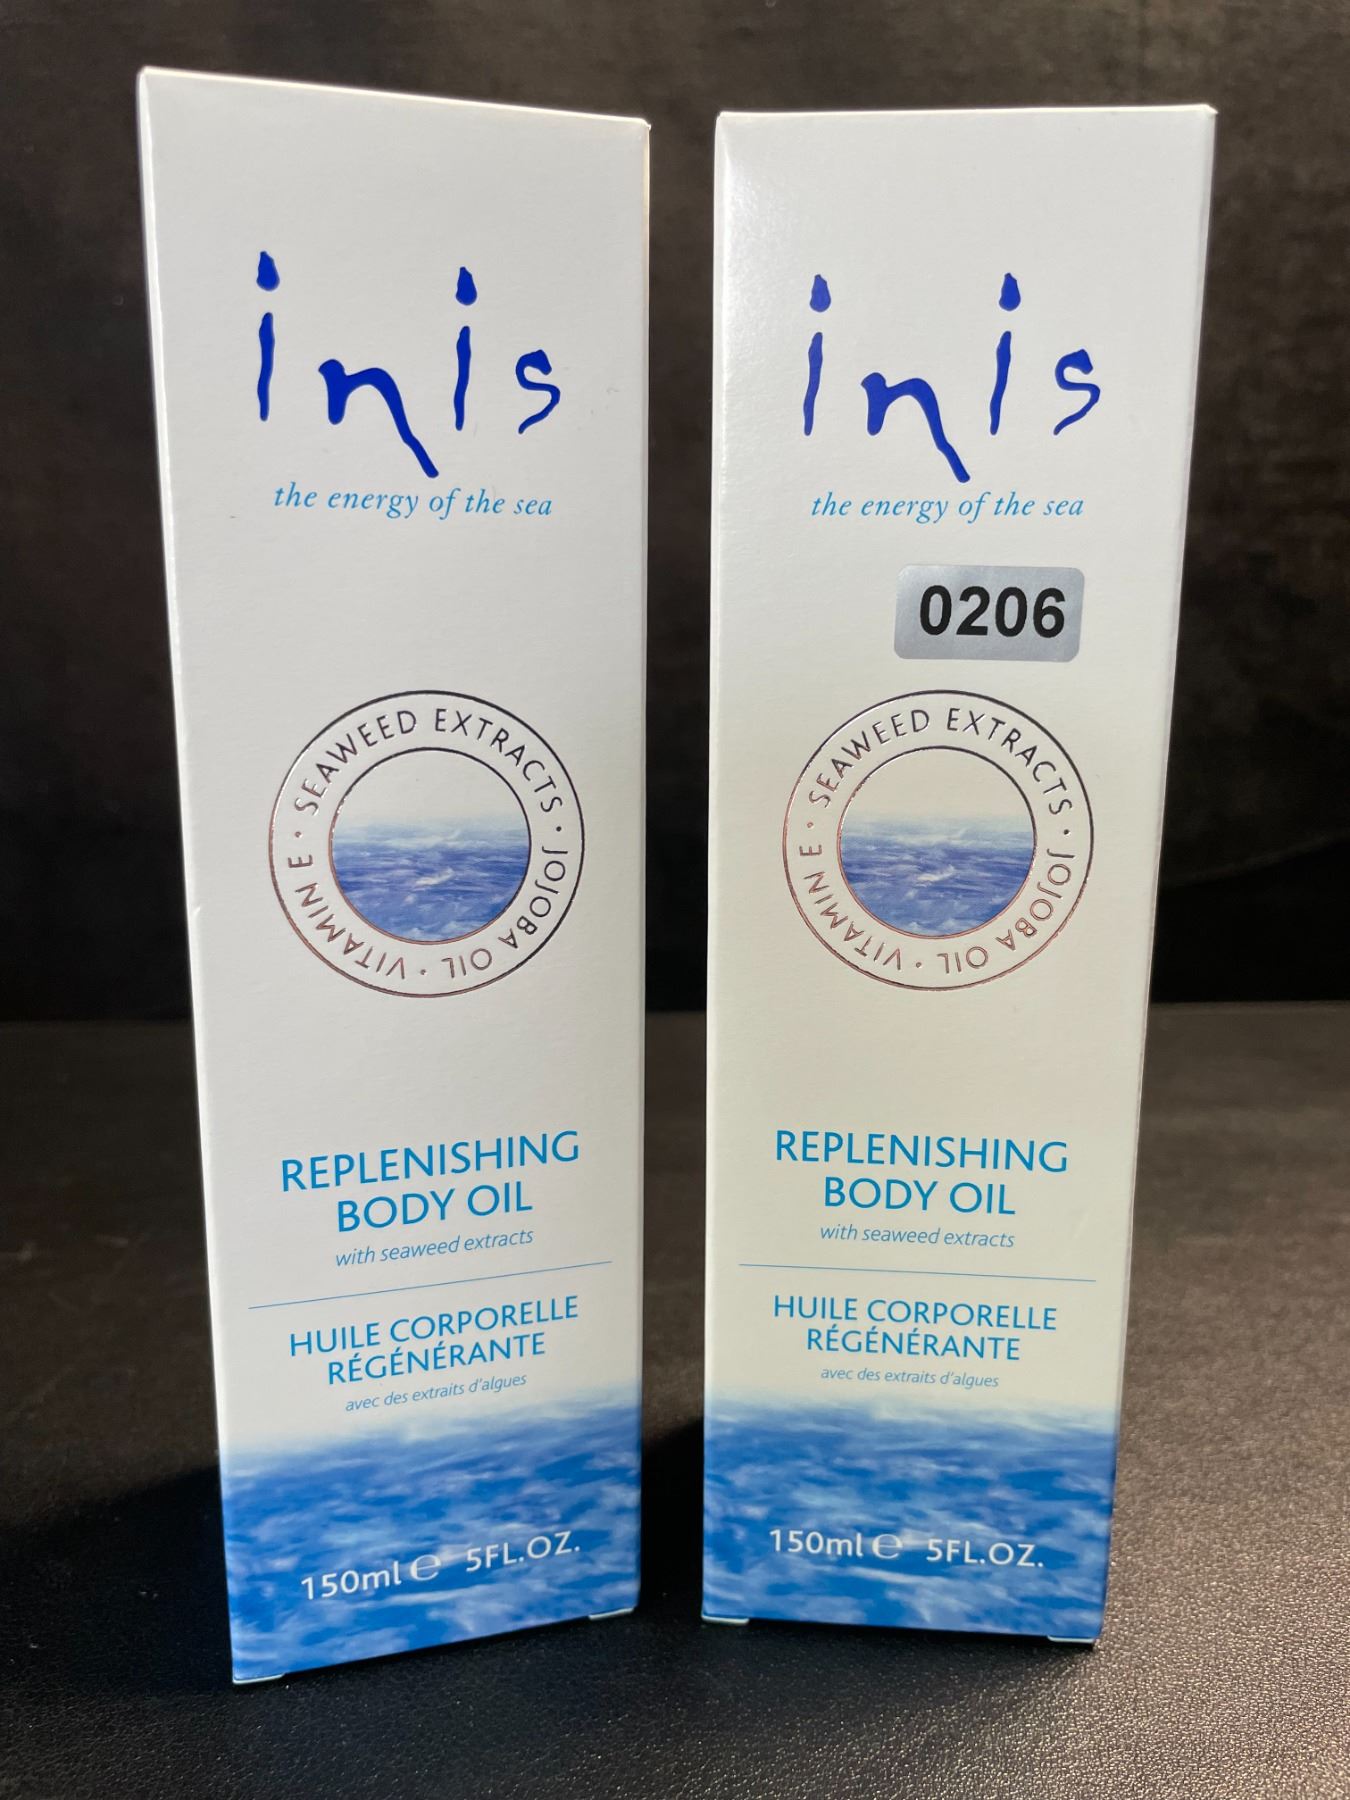 inis
the energy of the sea
SEAWEED EXTRACTS · JOJOBA OIL · VITAMIN E ·
REPLENISHING
BODY OIL
with seaweed extracts
HUILE CORPORELLE
RÉGÉNÉRANTE
avec des extraits d'algues
150ml e 5FL.OZ.
inis
the energy of the sea
0206
SEAWEED EXTRACTS · JOJOBA OIL · VITAMIN E ·
REPLENISHING
BODY OIL
with seaweed extracts
HUILE CORPORELLE
RÉGÉNÉRANTE
avec des extraits d'algues
150ml e 5FL.OZ.